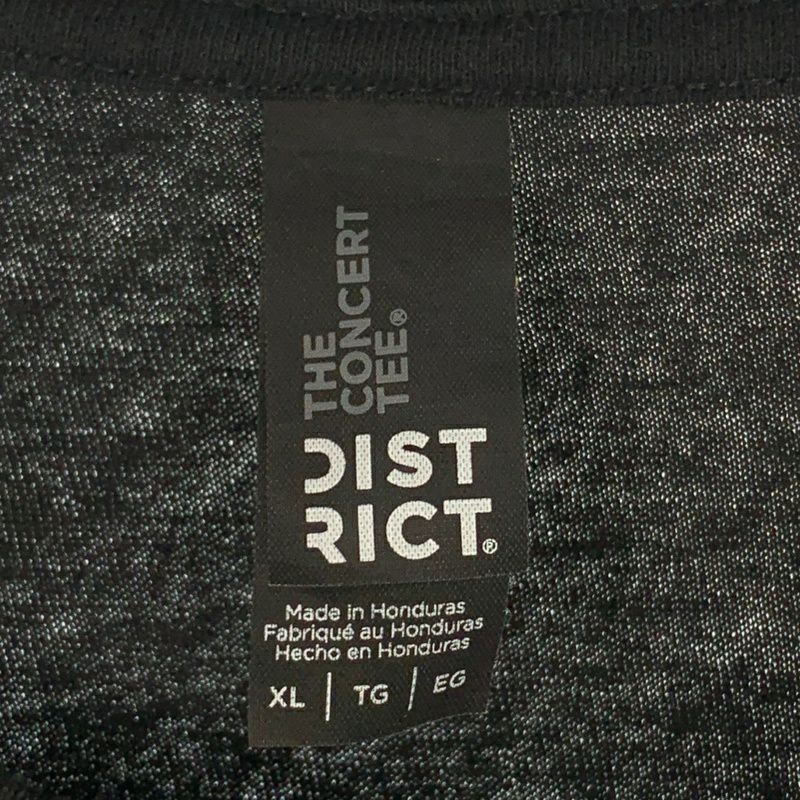 THE
CONCERT
TEE®
DIST
RICT®
Made in Honduras
Fabriqué au Honduras
Hecho en Honduras
XL | TG | EG